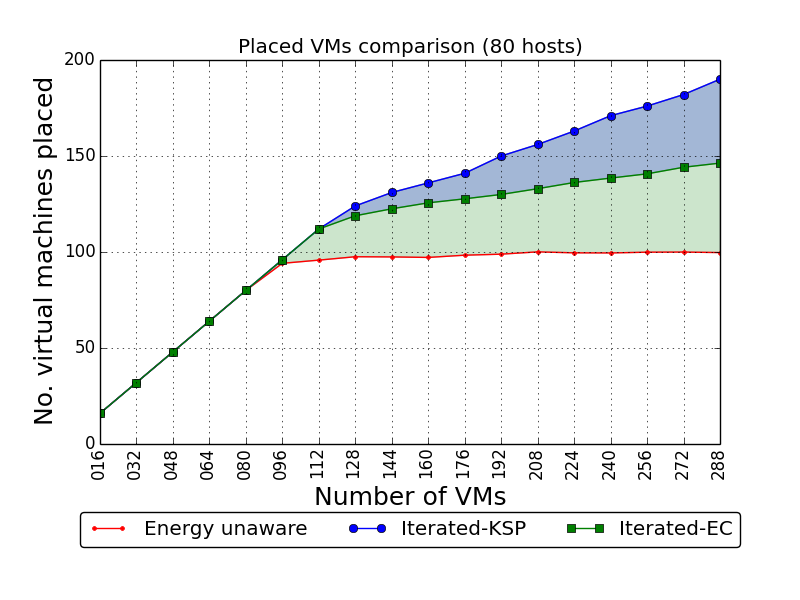 Placed VMs comparison (80 hosts)
No. virtual machines placed
200
150
100
50
0
016 032 048 064 080 096 112 128 144 160 176 192 208 224 240 256 272 288
Number of VMs
Energy unaware Iterated-KSP Iterated-EC